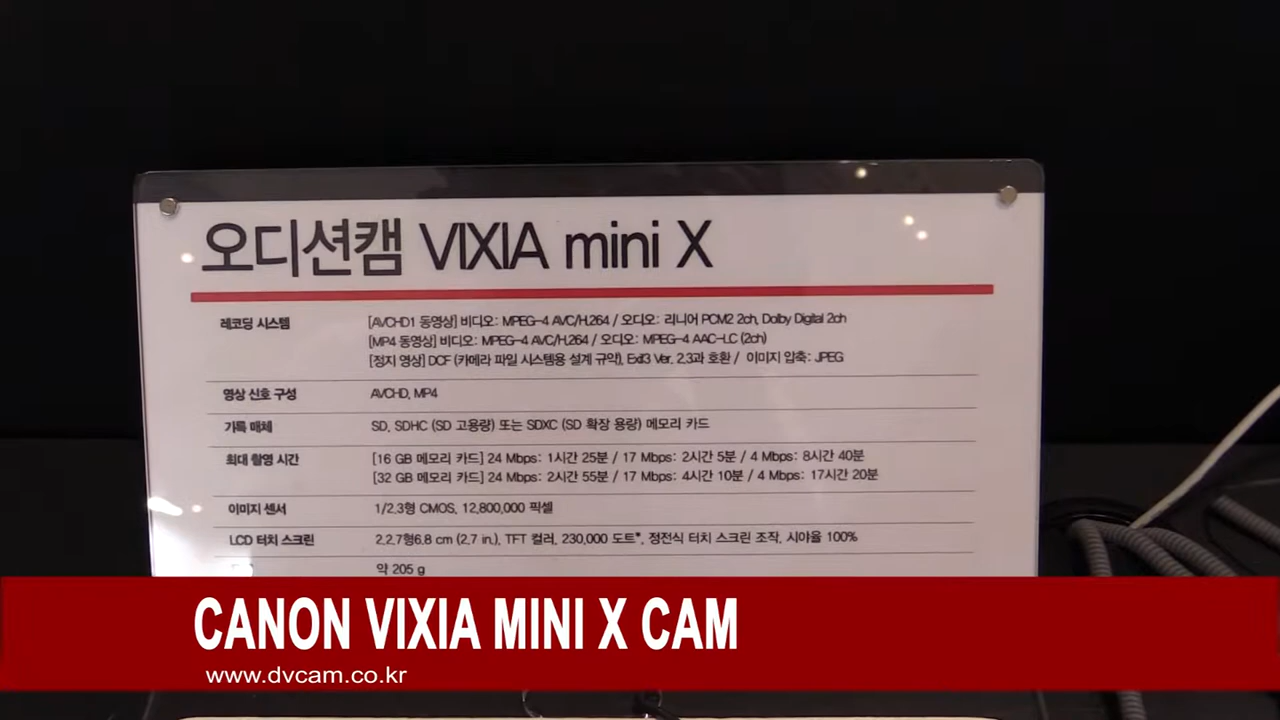 오디션캠 VIXIA mini X
레코딩 시스템 [AVCHD1 동영상] 비디오: MPEG-4 AVC/H.264 / 오디오: 리니어 PCM2 2ch, Dolby Digital 2ch
[MP4 동영상] 비디오: MPEG-4 AVC/H.264 / 오디오: MPEG-4 AAC-LC (2ch)
[정지 영상] DCF (카메라 파일 시스템용 설계 규약), Exif3 Ver. 2.3과 호환 / 이미지 압축: JPEG
영상 신호 구성 AVCHD, MP4
기록 매체 SD, SDHC (SD 고용량) 또는 SDXC (SD 확장 용량) 메모리 카드
최대 촬영 시간 [16 GB 메모리 카드] 24 Mbps: 1시간 25분 / 17 Mbps: 2시간 5분 / 4 Mbps: 8시간 40분
[32 GB 메모리 카드] 24 Mbps: 2시간 55분 / 17 Mbps: 4시간 10분 / 4 Mbps: 17시간 20분
이미지 센서 1/2.3형 CMOS, 12,800,000 픽셀
LCD 터치 스크린 2.2.7형6.8 cm (2.7 in.), TFT 컬러, 230,000 도트*, 정전식 터치 스크린 조작, 시야율 100%
약 205 g
CANON VIXIA MINI X CAM
www.dvcam.co.kr